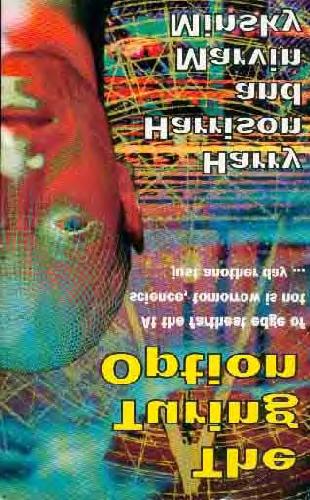 The
Turing
Option
At the farthest edge of
science, tomorrow is not
just another day ...
Harry
Harrison
and
Marvin
Minsky